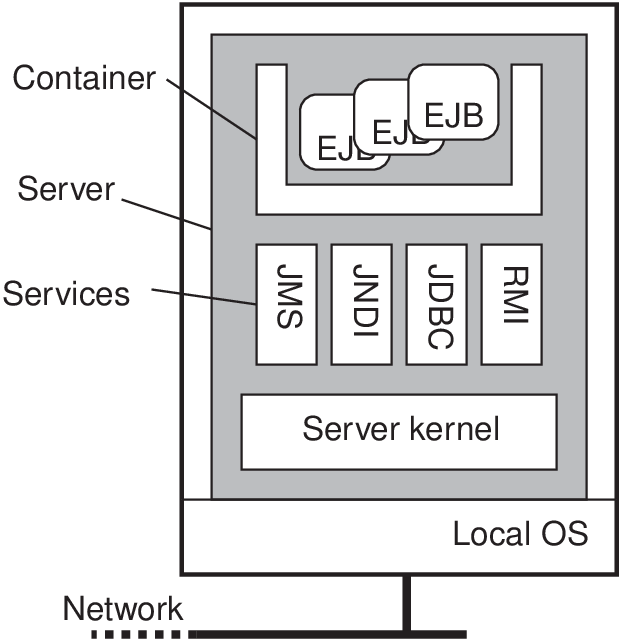 Container
EJB
EJB
EJB
Server
Services
JMS
JNDI
JDBC
RMI
Server kernel
Local OS
Network